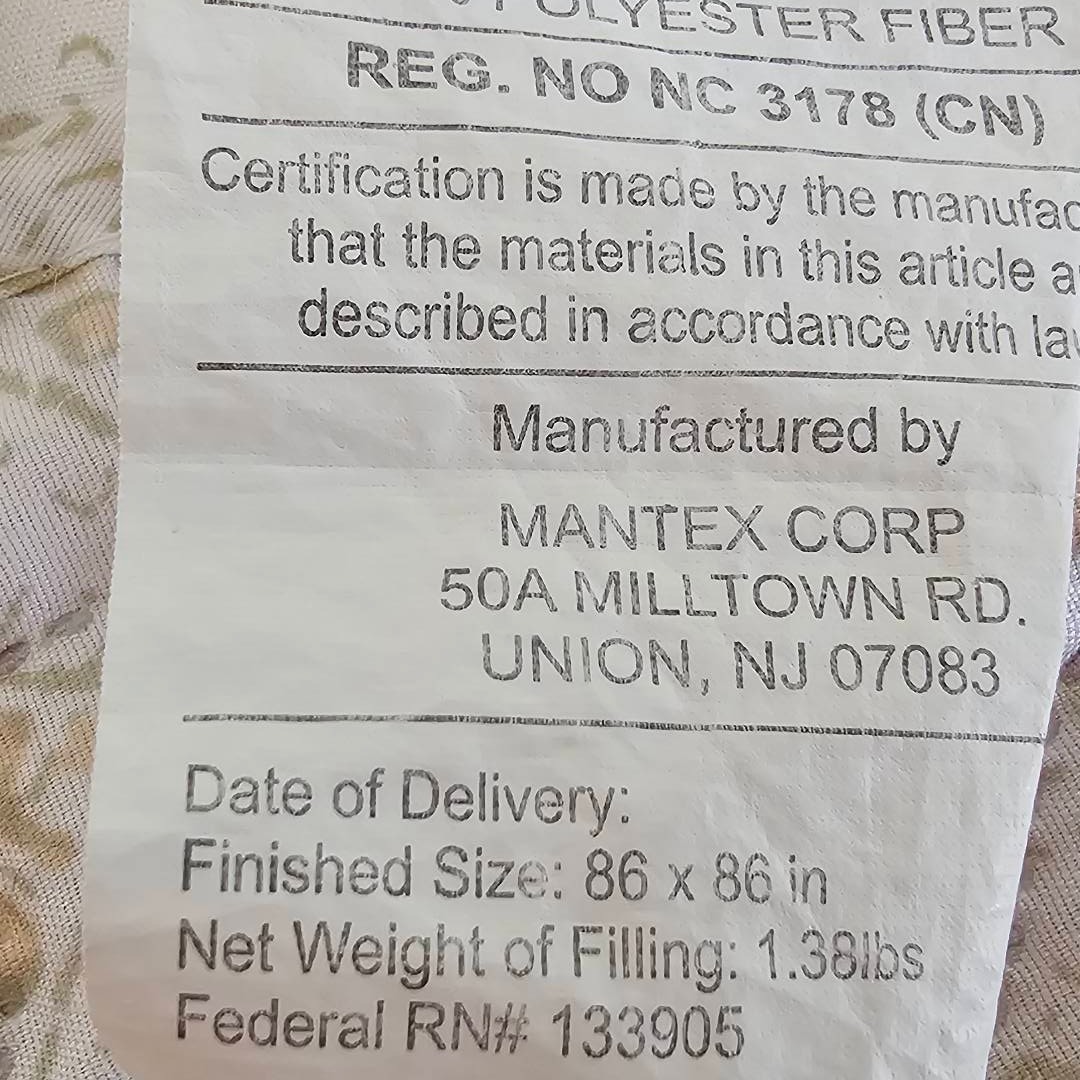 POLYESTER FIBER
REG. NO NC 3178 (CN)
Certification is made by the manufac
that the materials in this article a
described in accordance with la
Manufactured by
MANTEX CORP
50A MILLTOWN RD.
UNION, NJ 07083
Date of Delivery:
Finished Size: 86 x 86 in
Net Weight of Filling: 1.38lbs
Federal RN# 133905